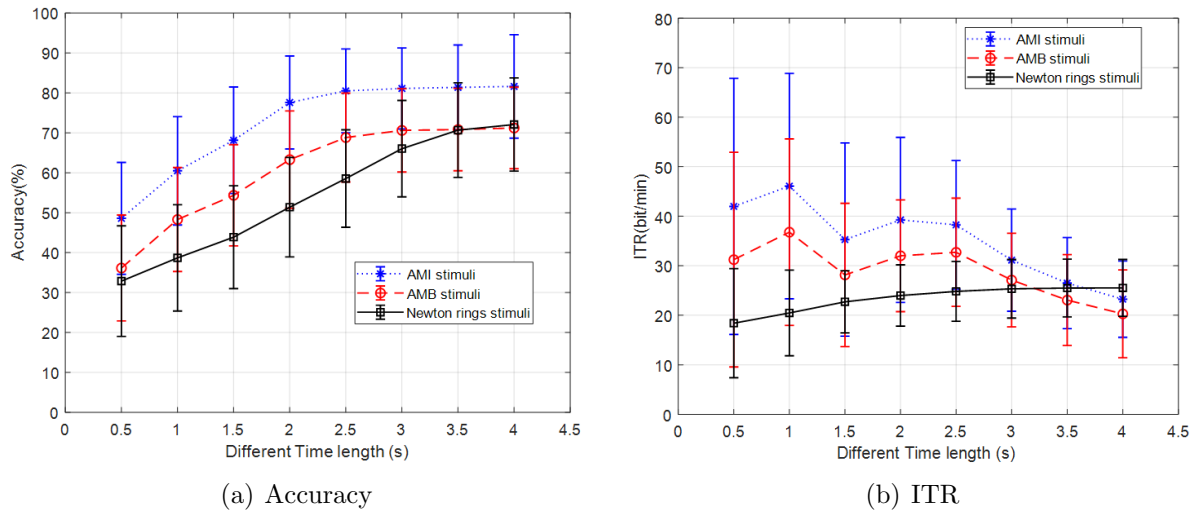 100
90
80
70
60
50
40
30
20
10
0
Accuracy(%)
AMI stimuli
AMB stimuli
Newton rings stimuli
0 0.5 1 1.5 2 2.5 3 3.5 4 4.5
Different Time length (s)
(a) Accuracy
80
70
60
50
40
30
20
10
0
ITR(bit/min)
AMI stimuli
AMB stimuli
Newton rings stimuli
0 0.5 1 1.5 2 2.5 3 3.5 4 4.5
Different Time length (s)
(b) ITR